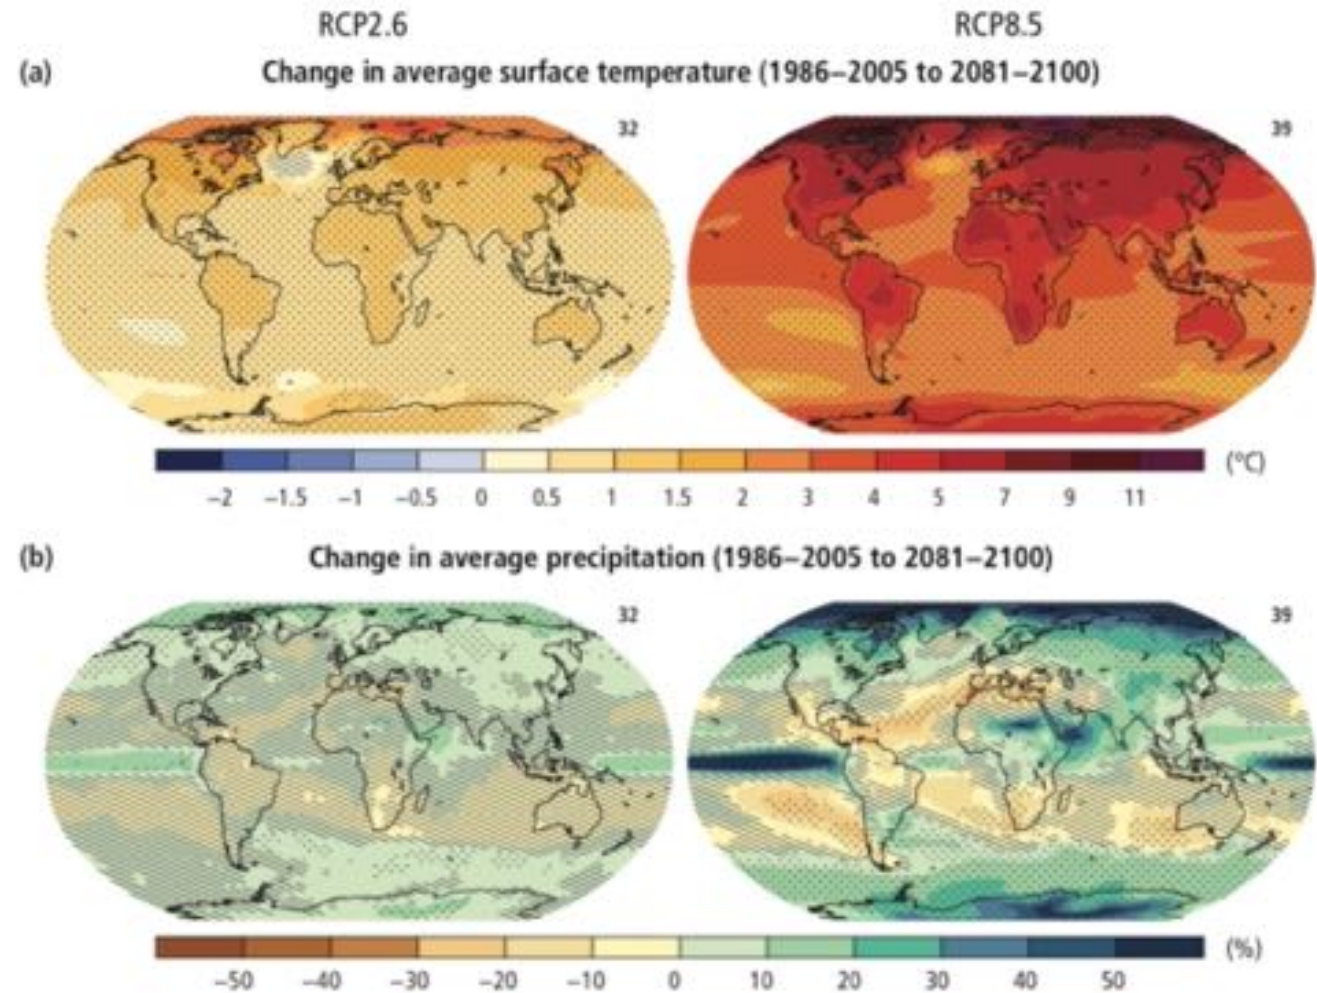 RCP2.6 RCP8.5
(a) Change in average surface temperature (1986–2005 to 2081–2100)
32 39
(°C)
−2 −1.5 −1 −0.5 0 0.5 1 1.5 2 3 4 5 7 9 11
(b) Change in average precipitation (1986–2005 to 2081–2100)
32 39
(%)
−50 −40 −30 −20 −10 0 10 20 30 40 50